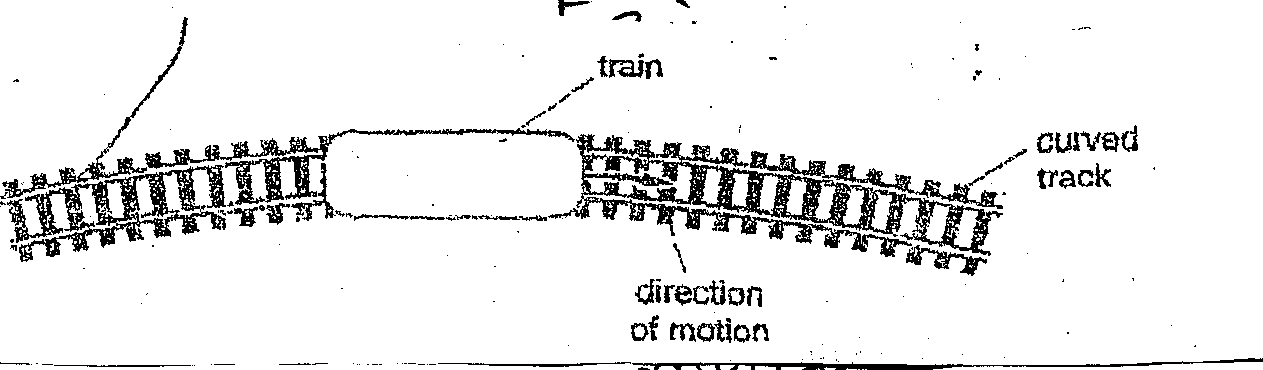 train
curved
track
direction
of motion